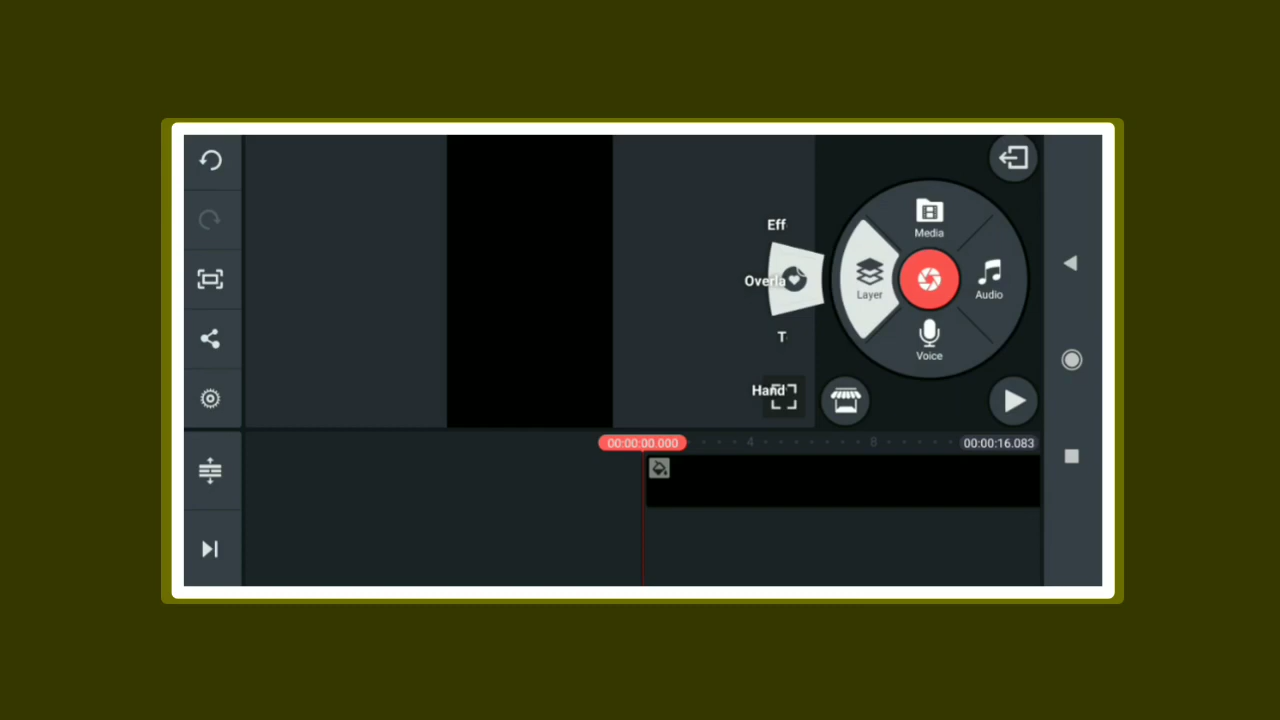 Media
Eff
Overla
Layer
Audio
T
Voice
Hand
00:00:00.000
4
8
00:00:16.083